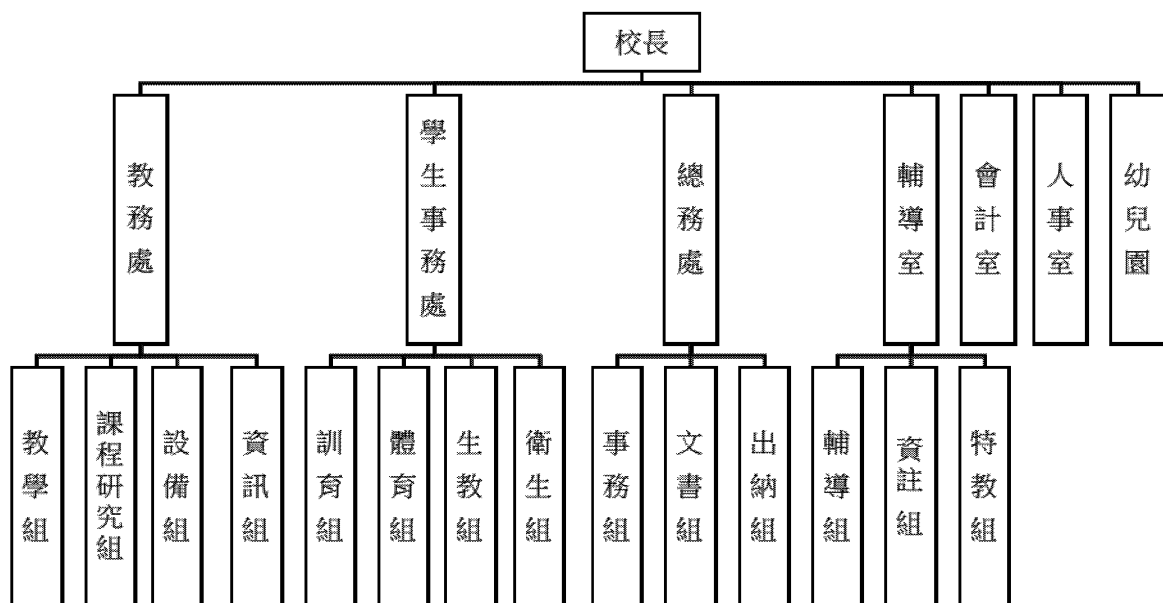 校長
教務處
學生事務處
總務處
輔導室
會計室
人事室
幼兒園
教學組
課程研究組
設備組
資訊組
訓育組
體育組
生教組
衛生組
事務組
文書組
出納組
輔導組
資註組
特教組